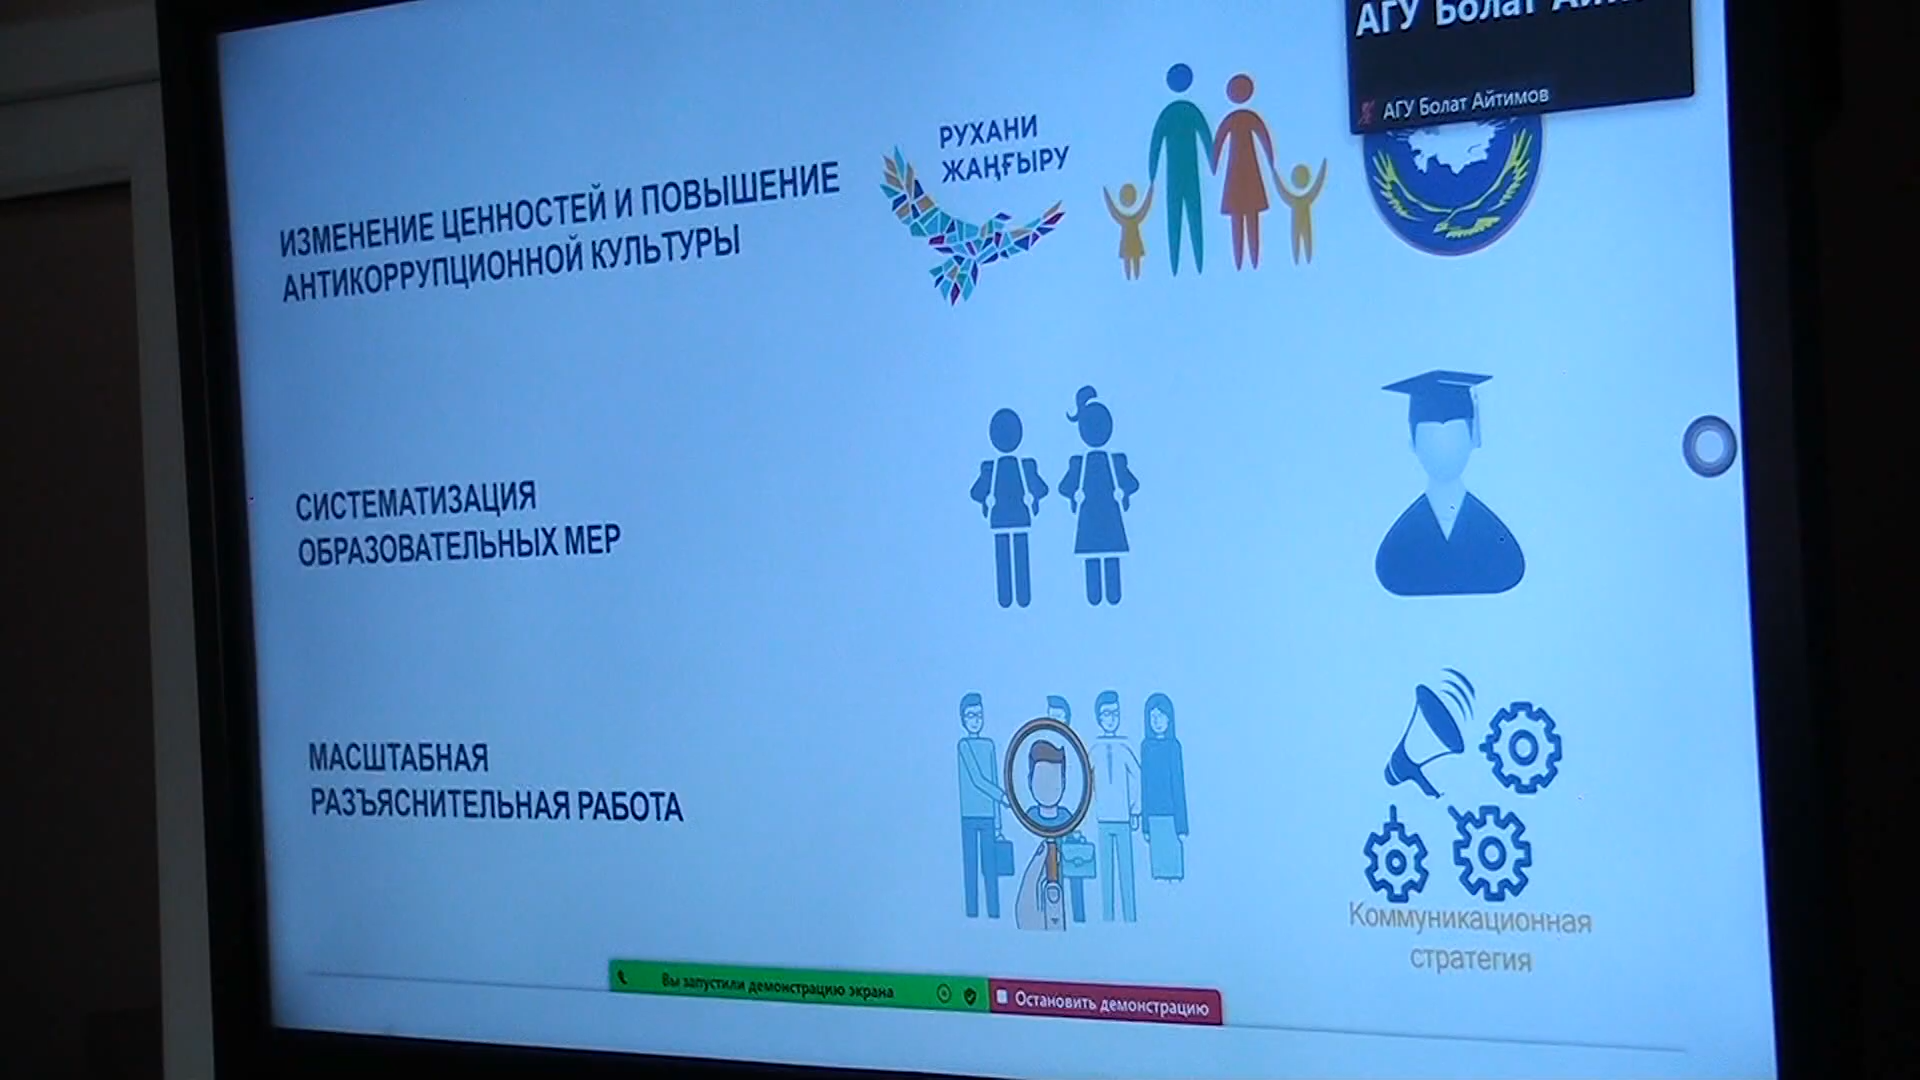 АГУ Болат
АГУ Болат Айтимов
РУХАНИ
ЖАҢҒЫРУ
ИЗМЕНЕНИЕ ЦЕННОСТЕЙ И ПОВЫШЕНИЕ
АНТИКОРРУПЦИОННОЙ КУЛЬТУРЫ
СИСТЕМАТИЗАЦИЯ
ОБРАЗОВАТЕЛЬНЫХ МЕР
МАСШТАБНАЯ
РАЗЪЯСНИТЕЛЬНАЯ РАБОТА
Коммуникационная
стратегия
Вы запустили демонстрацию экрана
Остановить демонстрацию